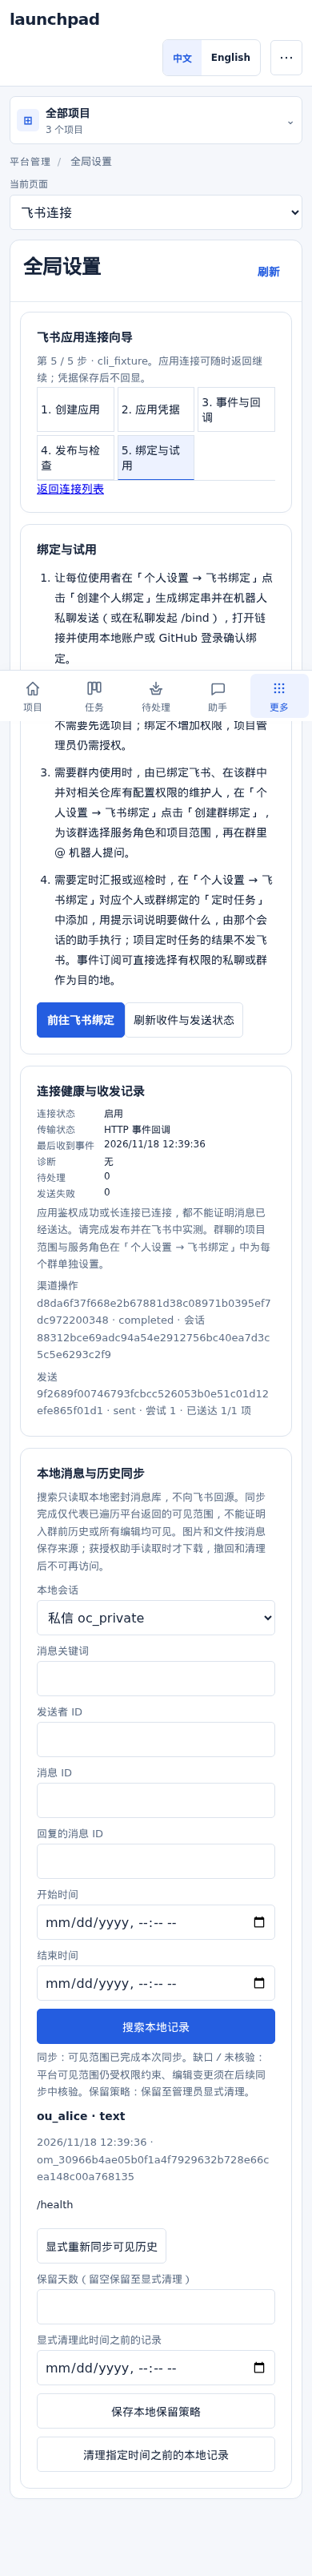 launchpad
中文
English
···
全部项目
3 个项目
平台管理 / 全局设置
当前页面
飞书连接
全局设置
刷新
飞书应用连接向导
第 5 / 5 步 · cli_fixture。应用连接可随时返回继
续；凭据保存后不回显。
1. 创建应用
2. 应用凭据
3. 事件与回
调
4. 发布与检
查
5. 绑定与试
用
返回连接列表
绑定与试用
1. 让每位使用者在「个人设置 → 飞书绑定」点
击「创建个人绑定」生成绑定串并在机器人
私聊发送（或在私聊发起 /bind），打开链
接并使用本地账户或 GitHub 登录确认绑
定。
项目
任务
待处理
助手
更多
不需要先选项目；绑定不增加权限，项目管
理员仍需授权。
3. 需要群内使用时，由已绑定飞书、在该群中
并对相关仓库有配置权限的维护人，在「个
人设置 → 飞书绑定」点击「创建群绑定」，
为该群选择服务角色和项目范围，再在群里
@ 机器人提问。
4. 需要定时汇报或巡检时，在「个人设置 → 飞
书绑定」对应个人或群绑定的「定时任务」
中添加，用提示词说明要做什么，由那个会
话的助手执行；项目定任务的结果不发飞
书。事件订阅可直接选择有权限的私聊或群
作为目的地。
前往飞书绑定
刷新收件与发送状态
连接健康与收发记录
连接状态 启用
传输状态 HTTP 事件回调
最后收到事件 2026/11/18 12:39:36
诊断 无
待处理 0
发送失败 0
应用鉴权成功或长连接已连接，都不能证明消息已
经送达。请完成发布并在飞书中实测。群聊的项目
范围与服务角色在「个人设置 → 飞书绑定」中为每
个群单独设置。
渠道操作
d8da6f37f668e2b67881d38c08971b0395ef7
dc972200348 · completed · 会话
88312bce69adc94a54e2912756bc40ea7d3c
5c5e6293c2f9
发送
9f2689f00746793fcbcc526053b0e51c01d12
efe865f01d1 · sent · 尝试 1 · 已送达 1/1 项
本地消息与历史同步
搜索只读取本地密封消息库，不向飞书回源。同步
完成仅代表已遍历平台返回的可见范围，不能证明
入群前历史或所有编辑均可见。图片和文件按消息
保存来源；获授权助手读取时才下载，撤回和清理
后不可再访问。
本地会话
私信 oc_private
消息关键词
发送者 ID
消息 ID
回复的消息 ID
开始时间
mm/dd/yyyy, --:-- --
结束时间
mm/dd/yyyy, --:-- --
搜索本地记录
同步：可见范围已完成本次同步。缺口 / 未核验：
平台可见范围仍受权限约束、编辑变更须在后续同
步中核验。保留策略：保留至管理员显式清理。
ou_alice · text
2026/11/18 12:39:36 ·
om_30966b4ae05b0f1a4f7929632b728e66c
ea148c00a768135
/health
显式重新同步可见历史
保留天数（留空保留至显式清理）
显式清理此时间之前的记录
mm/dd/yyyy, --:-- --
保存本地保留策略
清理指定时间之前的本地记录